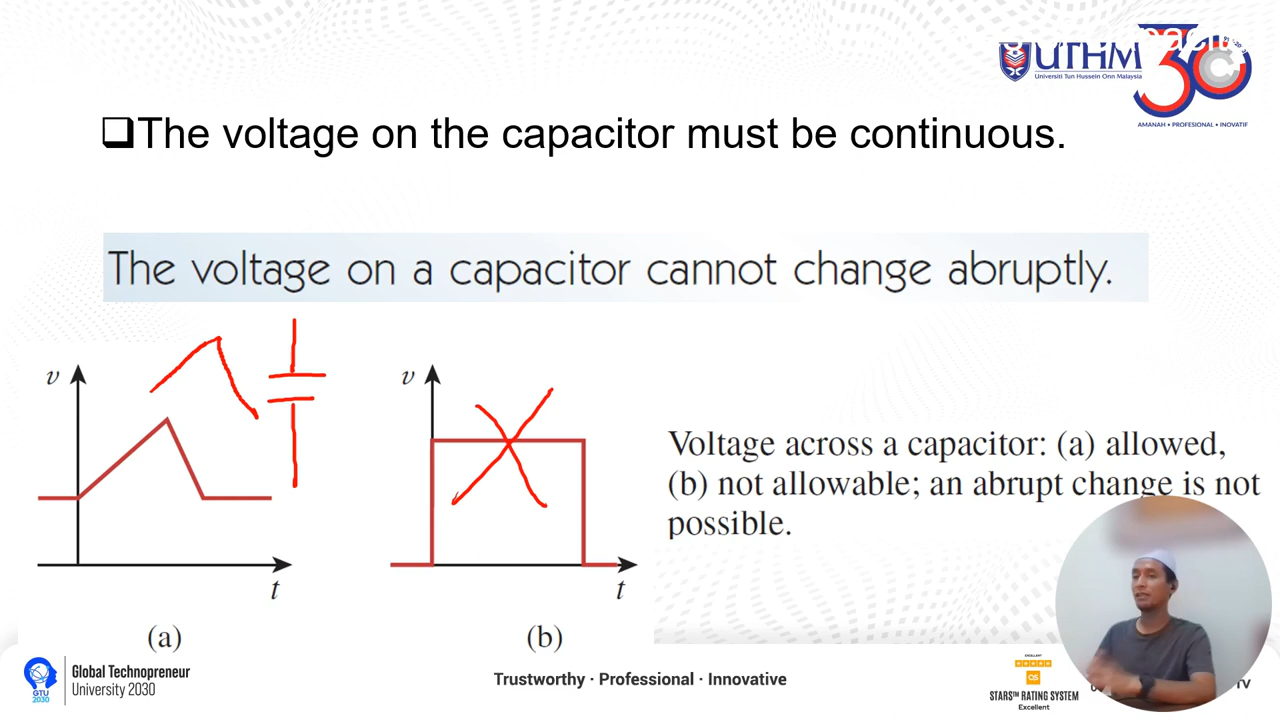 UTHM
Universiti Tun Hussein Onn Malaysia
30
AMANAH • PROFESIONAL • INOVATIF
❑The voltage on the capacitor must be continuous.
The voltage on a capacitor cannot change abruptly.
v
t
(a)
v
t
(b)
Voltage across a capacitor: (a) allowed,
(b) not allowable; an abrupt change is not
possible.
GTU
2030
Global Technopreneur
University 2030
Trustworthy · Professional · Innovative
EXCELLENT
QS
STARS™ RATING SYSTEM
Excellent